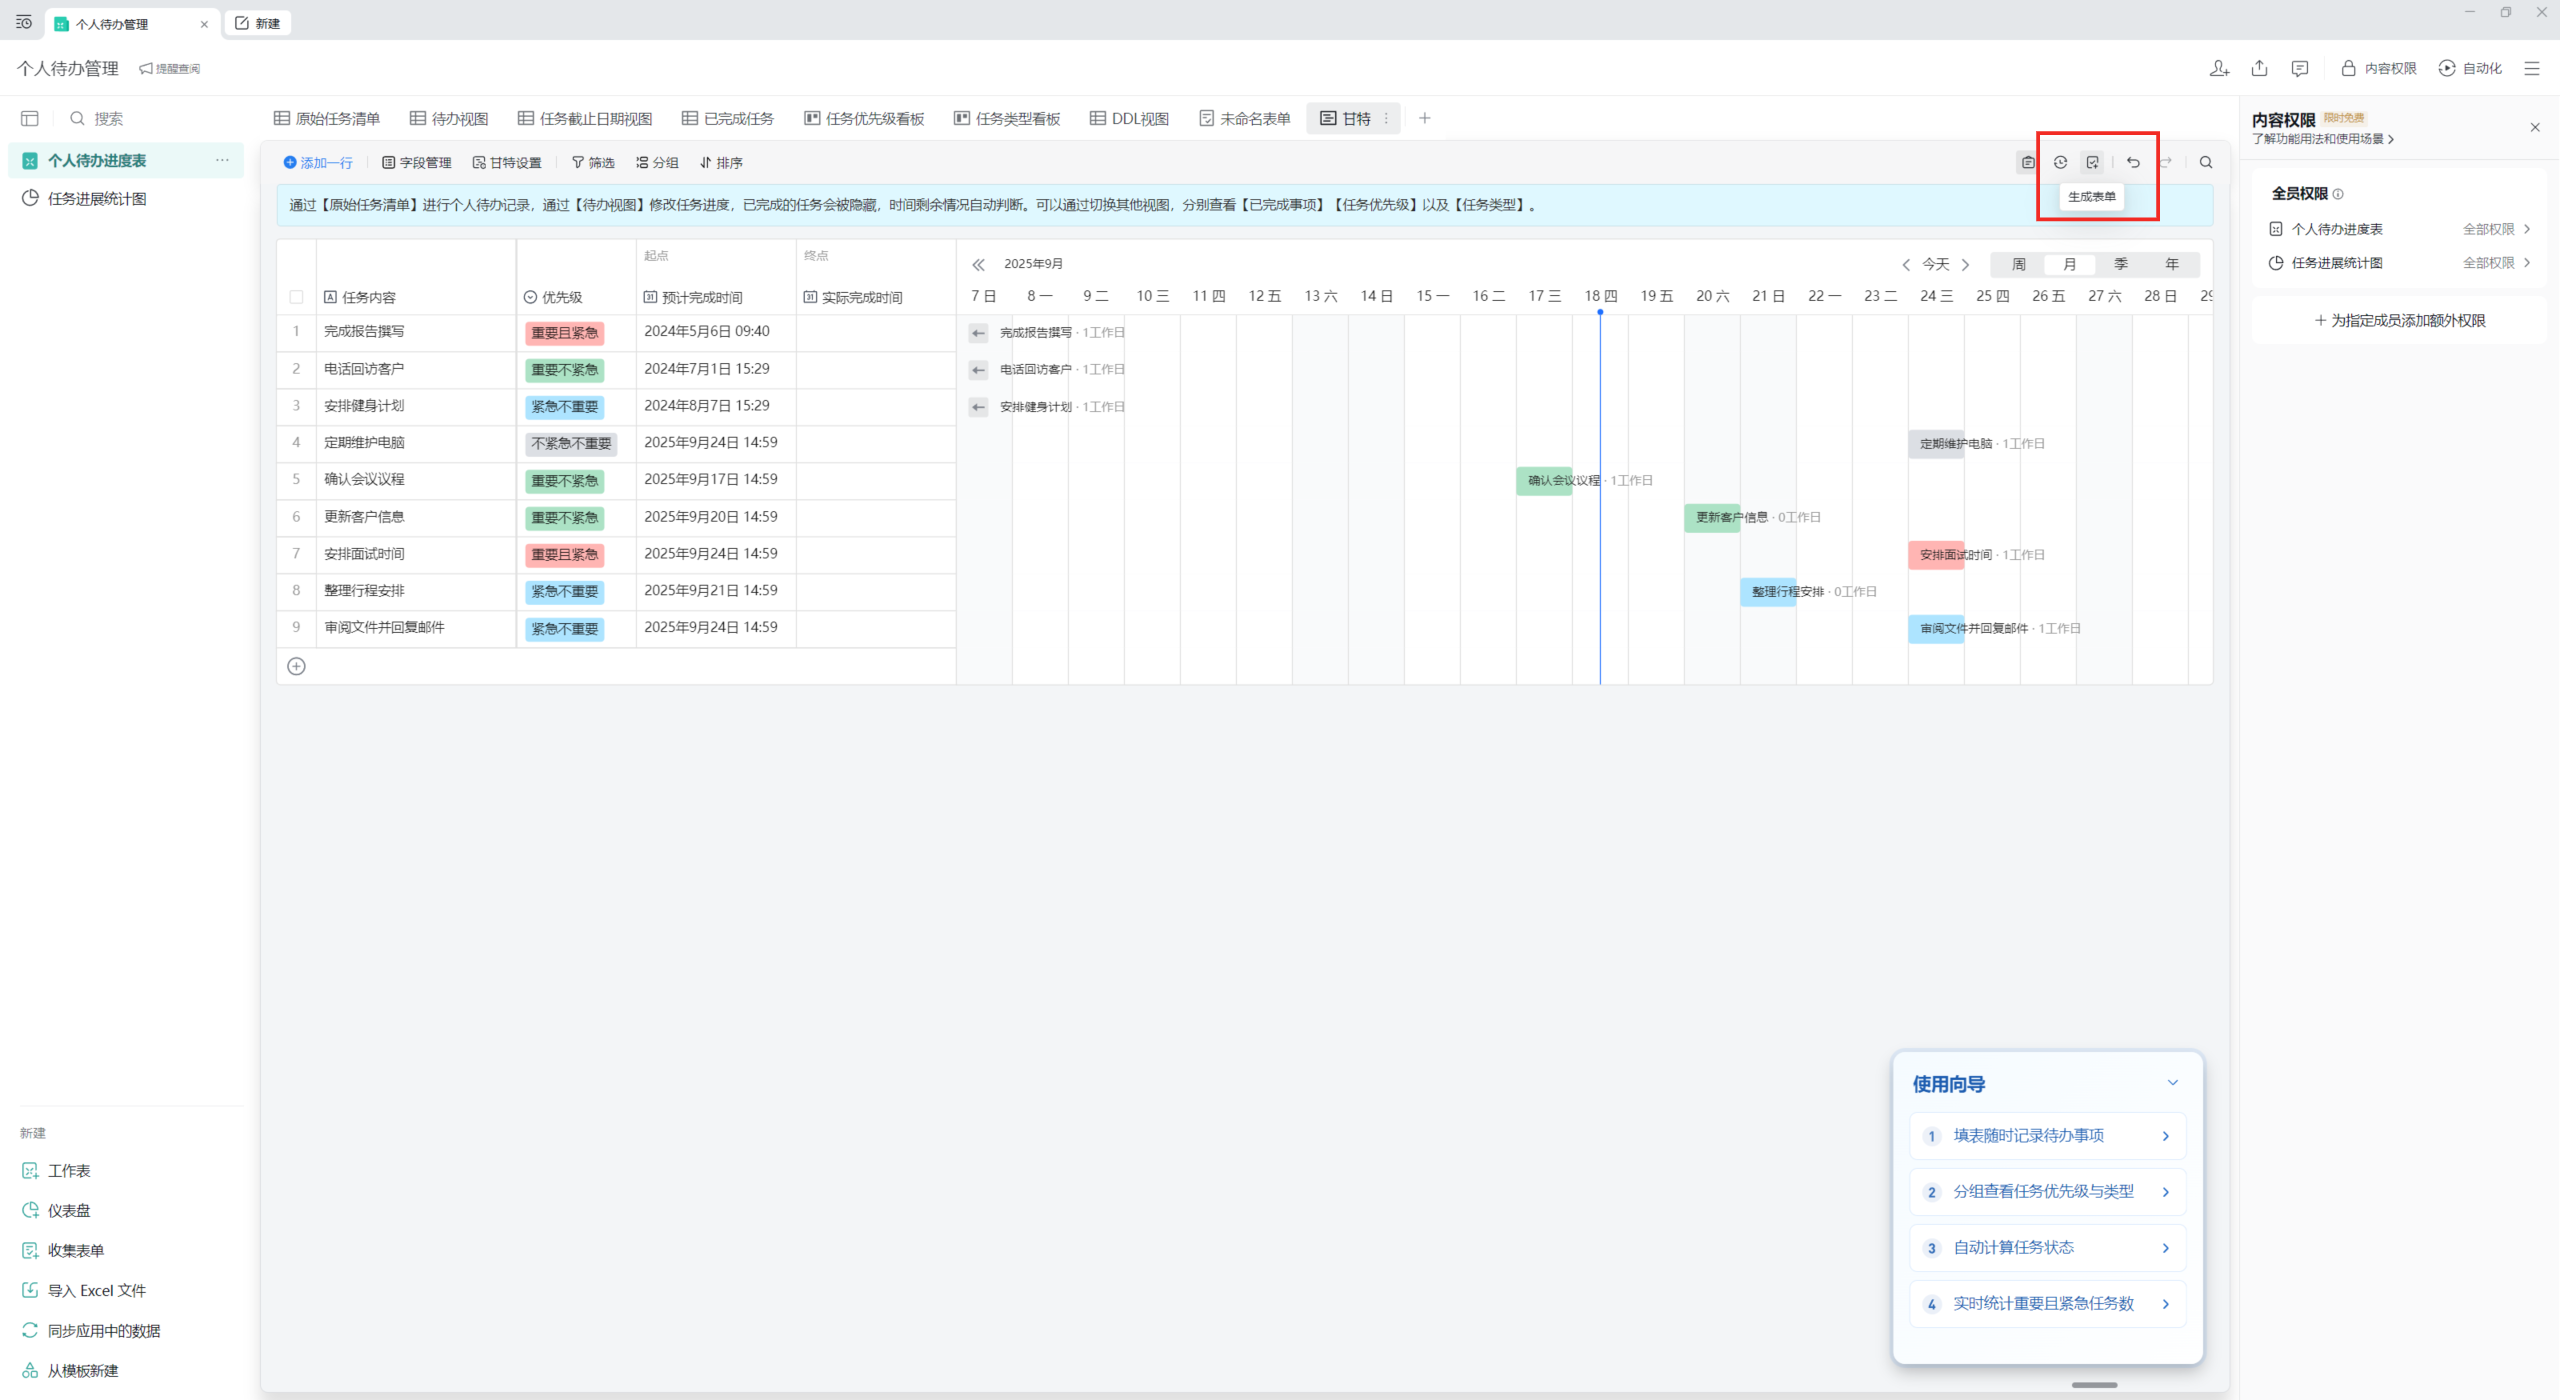 个人待办管理
新建
个人待办管理 提醒查阅
内容权限 自动化
搜索
原始任务清单 待办视图 任务截止日期视图 已完成任务 任务优先级看板 任务类型看板 DDL视图 未命名表单 甘特
个人待办进度表
任务进展统计图
添加一行 字段管理 甘特设置 筛选 分组 排序
生成表单
通过【原始任务清单】进行个人待办记录，通过【待办视图】修改任务进度，已完成的任务会被隐藏，时间剩余情况自动判断。可以通过切换其他视图，分别查看【已完成事项】【任务优先级】以及【任务类型】。
起点 终点
2025年9月 今天 周 月 季 年
任务内容 优先级 预计完成时间 实际完成时间
7 日 8 一 9 二 10 三 11 四 12 五 13 六 14 日 15 一 16 二 17 三 18 四 19 五 20 六 21 日 22 一 23 二 24 三 25 四 26 五 27 六 28 日 29
1 完成报告撰写 重要且紧急 2024年5月6日 09:40 完成报告撰写 · 1工作日
2 电话回访客户 重要不紧急 2024年7月1日 15:29 电话回访客户 · 1工作日
3 安排健身计划 紧急不重要 2024年8月7日 15:29 安排健身计划 · 1工作日
4 定期维护电脑 不紧急不重要 2025年9月24日 14:59 定期维护电脑 · 1工作日
5 确认会议议程 重要不紧急 2025年9月17日 14:59 确认会议议程 · 1工作日
6 更新客户信息 重要不紧急 2025年9月20日 14:59 更新客户信息 · 0工作日
7 安排面试时间 重要且紧急 2025年9月24日 14:59 安排面试时间 · 1工作日
8 整理行程安排 紧急不重要 2025年9月21日 14:59 整理行程安排 · 0工作日
9 审阅文件并回复邮件 紧急不重要 2025年9月24日 14:59 审阅文件并回复邮件 · 1工作日
内容权限 限时免费
了解功能用法和使用场景
全员权限
个人待办进度表 全部权限
任务进展统计图 全部权限
为指定成员添加额外权限
新建
工作表
仪表盘
收集表单
导入 Excel 文件
同步应用中的数据
从模板新建
使用向导
1 填表随时记录待办事项
2 分组查看任务优先级与类型
3 自动计算任务状态
4 实时统计重要且紧急任务数